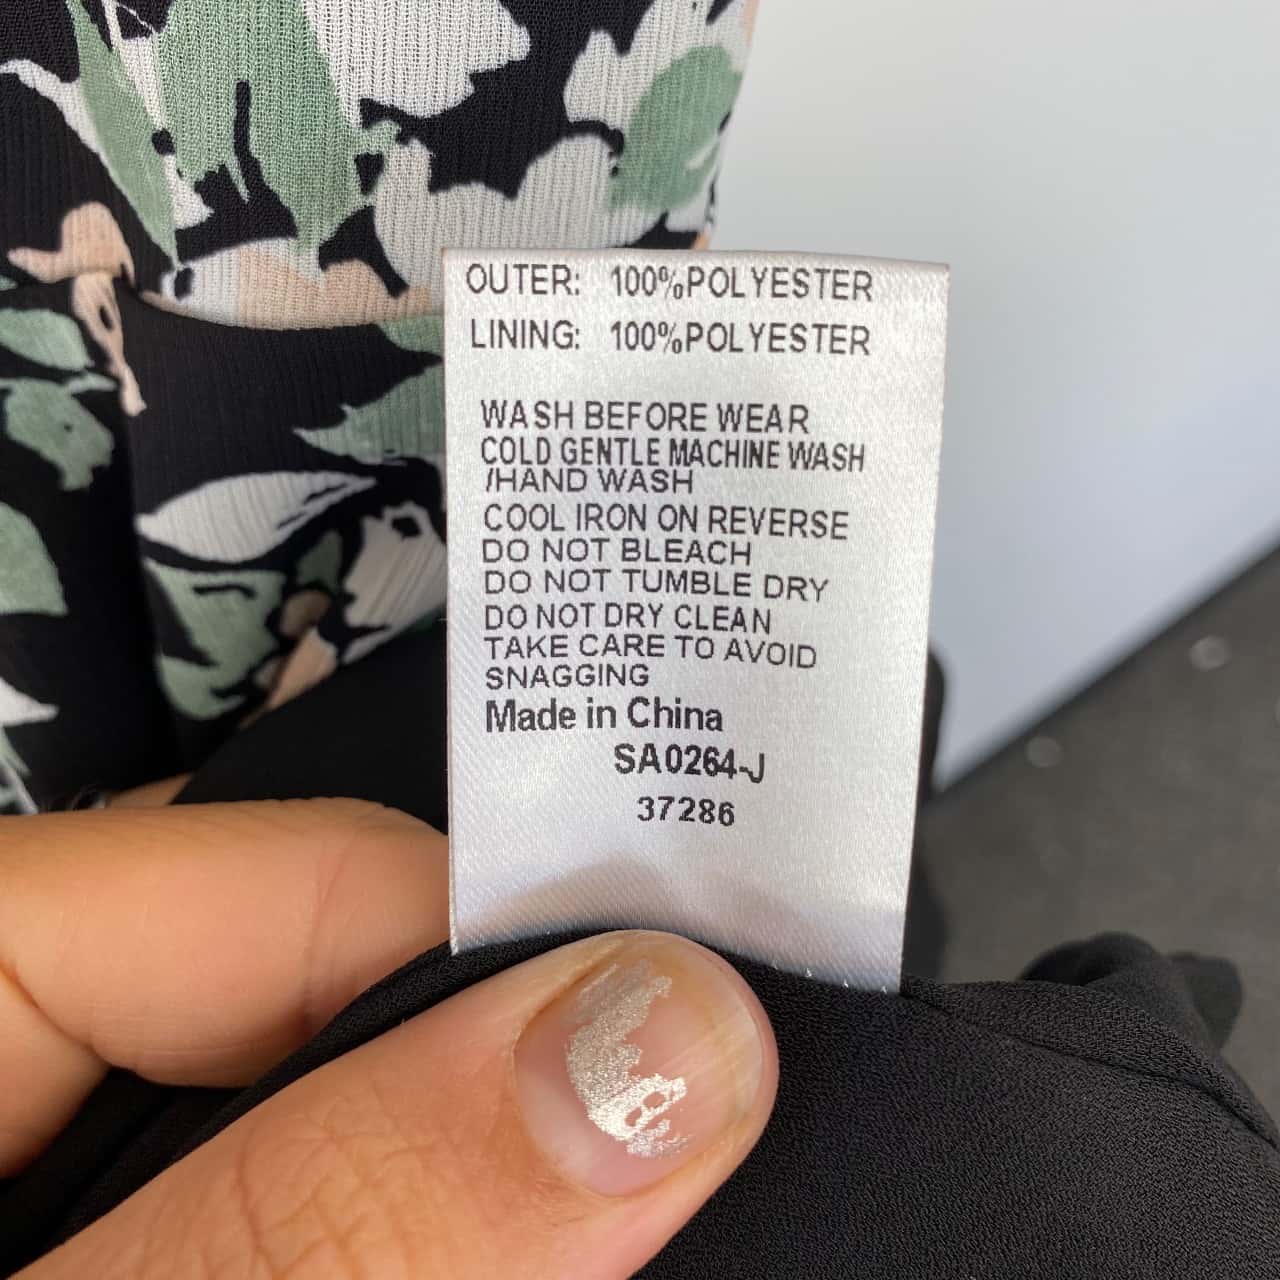 OUTER: 100%POLYESTER
LINING: 100%POLYESTER
WASH BEFORE WEAR
COLD GENTLE MACHINE WASH
/HAND WASH
COOL IRON ON REVERSE
DO NOT BLEACH
DO NOT TUMBLE DRY
DO NOT DRY CLEAN
TAKE CARE TO AVOID
SNAGGING
Made in China
SA0264-J
37286